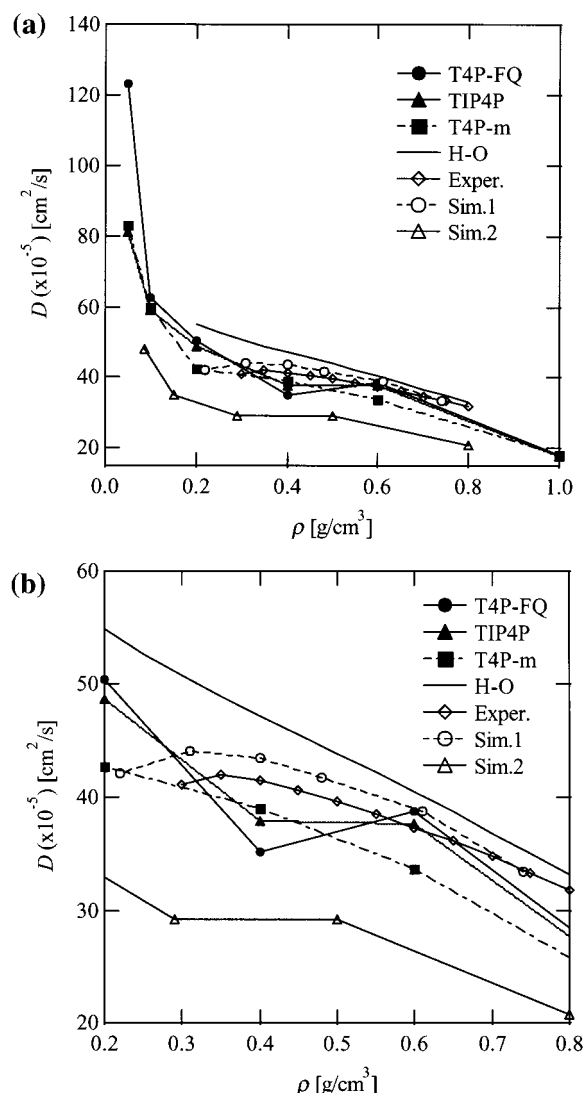 (a)
140
120
100
80
60
40
20
D (x10⁻⁵) [cm²/s]
T4P-FQ
TIP4P
T4P-m
H-O
Exper.
Sim.1
Sim.2
0.0 0.2 0.4 0.6 0.8 1.0
ρ [g/cm³]
(b)
60
50
40
30
20
D (x10⁻⁵) [cm²/s]
T4P-FQ
TIP4P
T4P-m
H-O
Exper.
Sim.1
Sim.2
0.2 0.3 0.4 0.5 0.6 0.7 0.8
ρ [g/cm³]